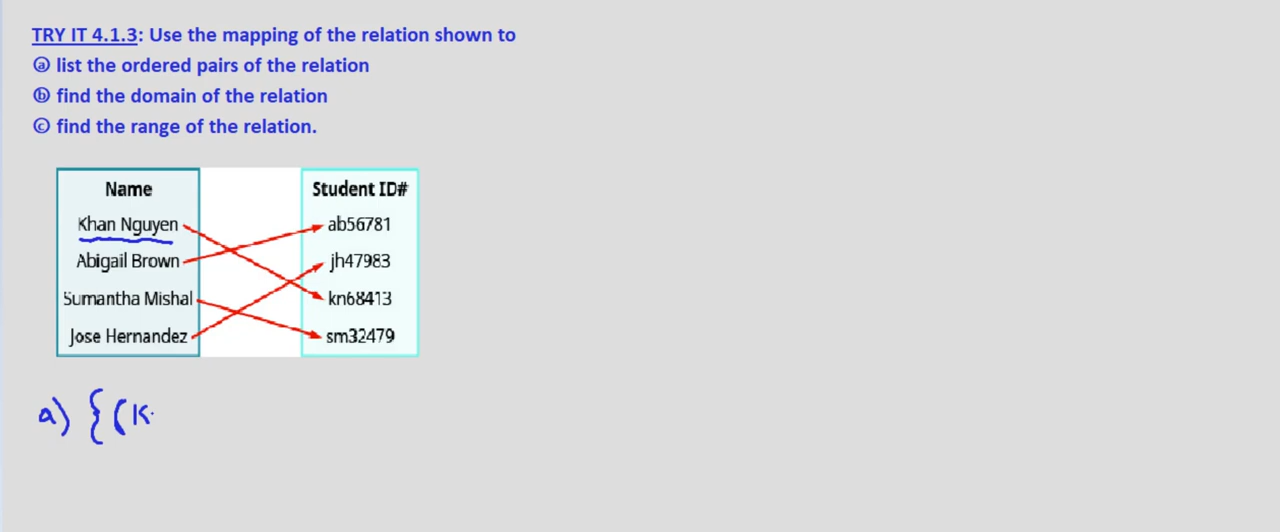 TRY IT 4.1.3: Use the mapping of the relation shown to
ⓐ list the ordered pairs of the relation
ⓑ find the domain of the relation
ⓒ find the range of the relation.
Name Student ID#
Khan Nguyen ab56781
Abigail Brown jh47983
Sumantha Mishal kn68413
Jose Hernandez sm32479
a) {(K.